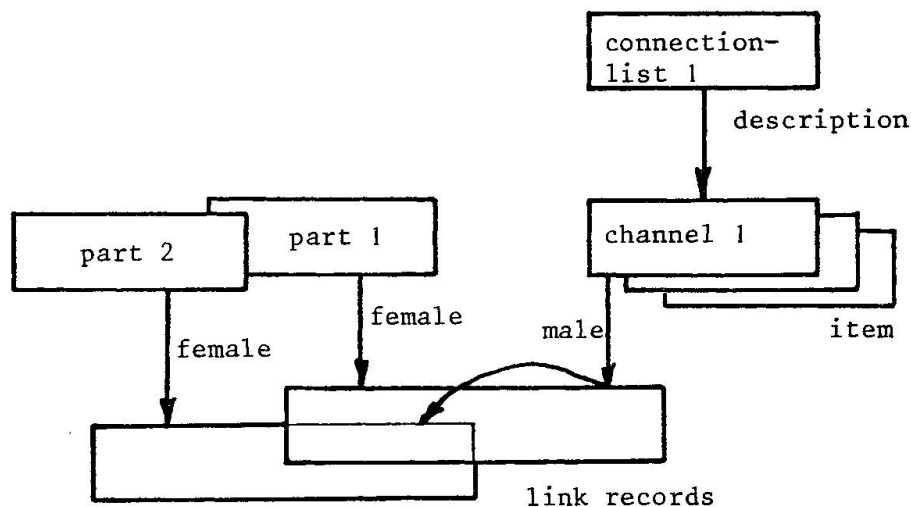 connection-
list 1
description
part 2
part 1
channel 1
female
female
male
item
link records